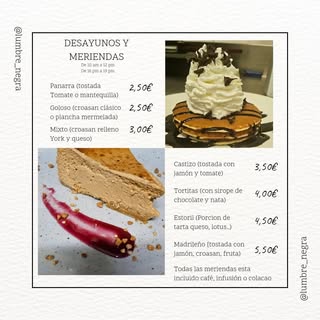 @lumbre_negra
DESAYUNOS Y
MERIENDAS
De 10 am a 12 pm
De 16 pm a 19 pm
Panarra (tostada
Tomate o mantequilla)
2,50€
Goloso (croasan clásico
o plancha mermelada)
2,50€
Mixto (croasan relleno
York y queso)
3,00€
Castizo (tostada con
jamón y tomate)
3,50€
Tortitas (con sirope de
chocolate y nata)
4,00€
Estoril (Porcion de
tarta queso, lotus..)
4,50€
Madrileño (tostada con
jamón, croasan, fruta)
5,50€
Todas las meriendas esta
incluido café, infusión o colacao
@lumbre_negra